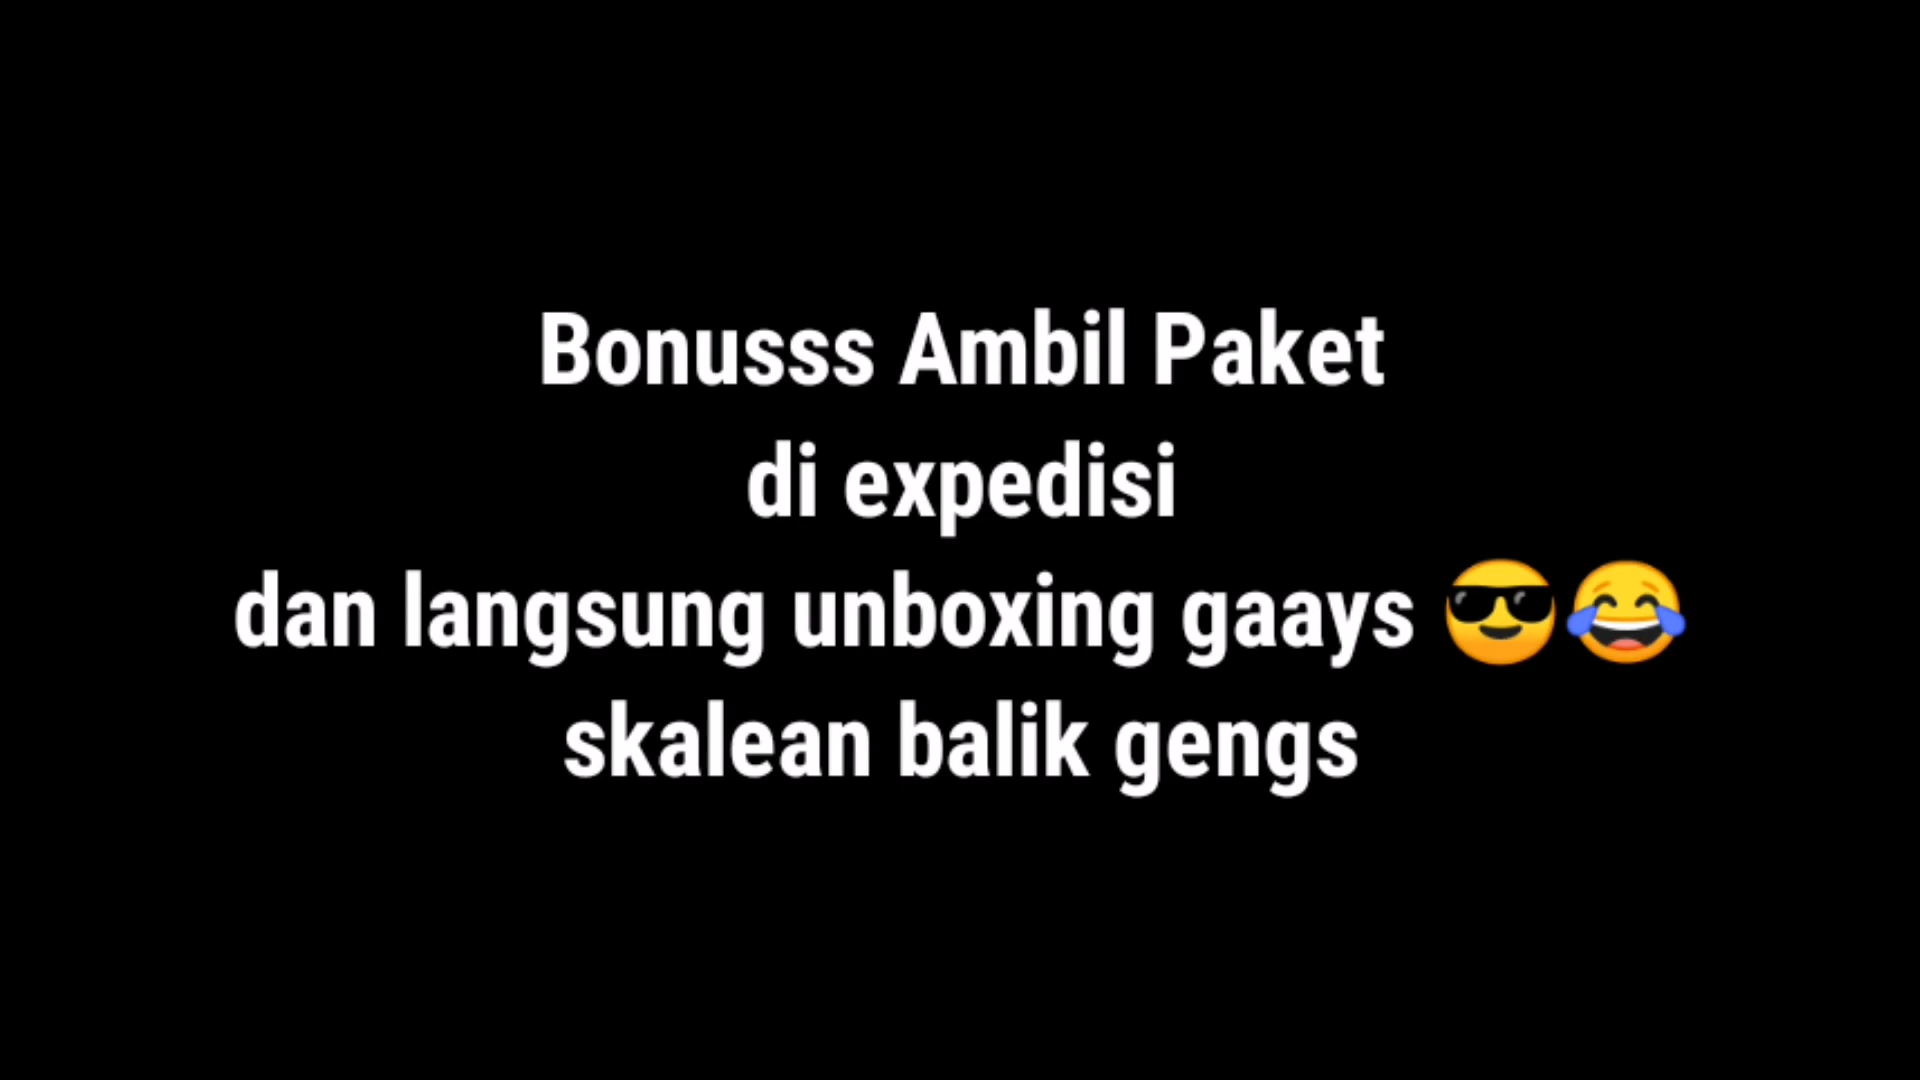 Bonusss Ambil Paket
di expedisi
dan langsung unboxing gaays 😎😂
skalean balik gengs